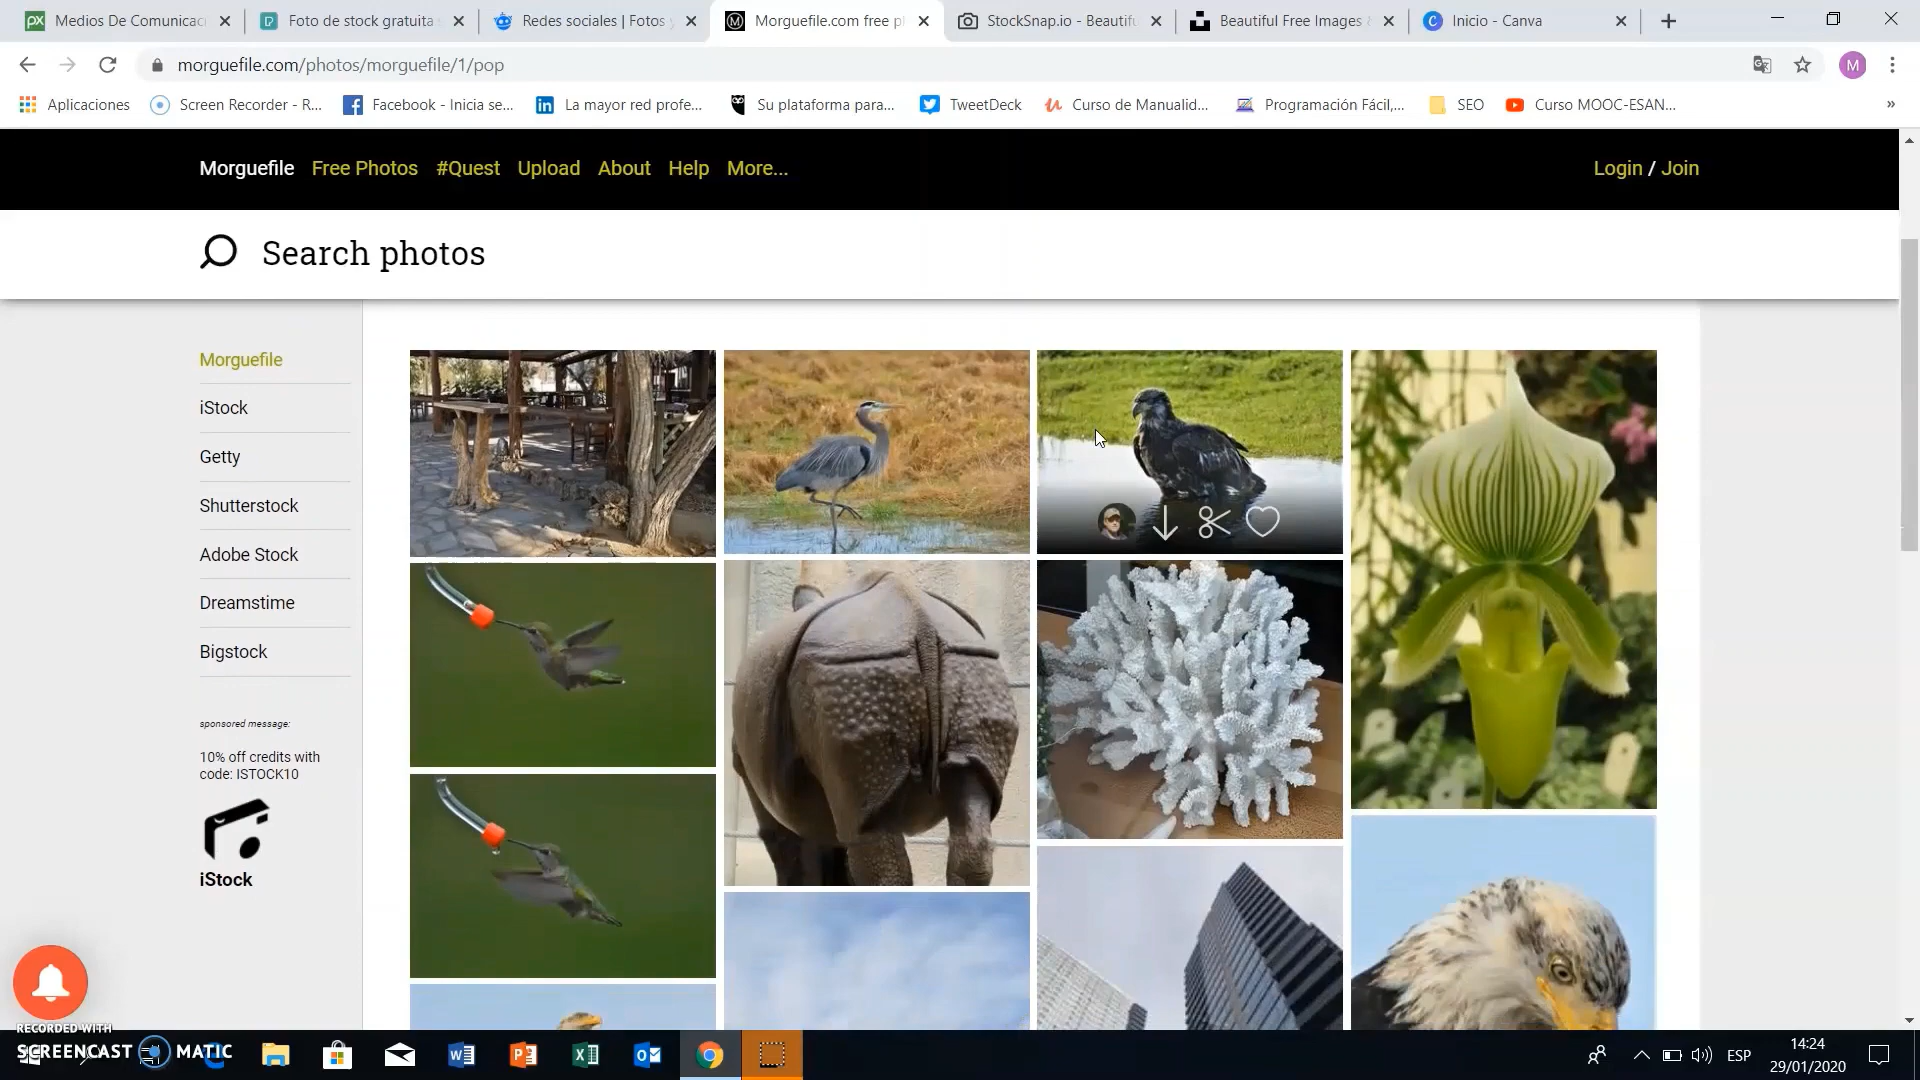 Medios De Comunicac
Foto de stock gratuita
Redes sociales | Fotos y
Morguefile.com free p
StockSnap.io - Beautifu
Beautiful Free Images
Inicio - Canva
morguefile.com/photos/morguefile/1/pop
M
Aplicaciones
Screen Recorder - R...
Facebook - Inicia se...
La mayor red profe...
Su plataforma para...
TweetDeck
Curso de Manualid...
Programación Fácil,...
SEO
Curso MOOC-ESAN...
»
Morguefile Free Photos #Quest Upload About Help More...
Login / Join
Search photos
Morguefile
iStock
Getty
Shutterstock
Adobe Stock
Dreamstime
Bigstock
sponsored message:
10% off credits with
code: ISTOCK10
iStock
RECORDED WITH
SCREENCAST MATIC
ESP
14:24
29/01/2020